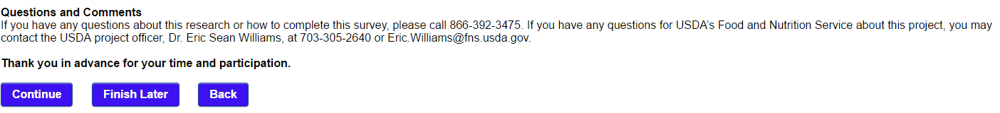 Questions and Comments
If you have any questions about this research or how to complete this survey, please call 866-392-3475. If you have any questions for USDA’s Food and Nutrition Service about this project, you may
contact the USDA project officer, Dr. Eric Sean Williams, at 703-305-2640 or Eric.Williams@fns.usda.gov.
Thank you in advance for your time and participation.
Continue Finish Later Back